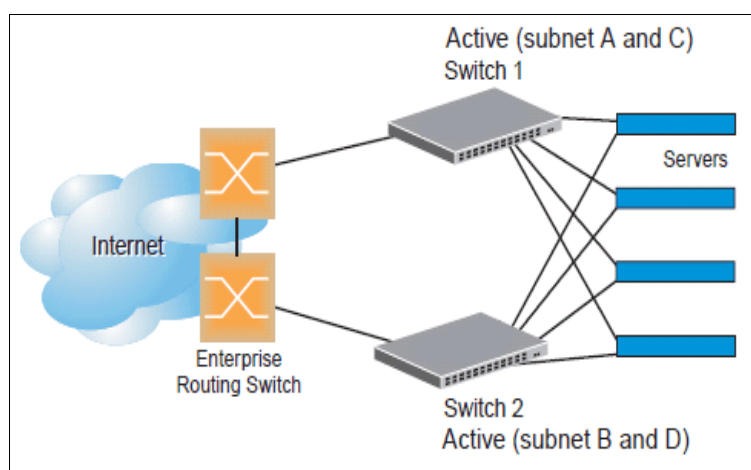 Active (subnet A and C)
Switch 1
Servers
Internet
Enterprise
Routing Switch
Switch 2
Active (subnet B and D)